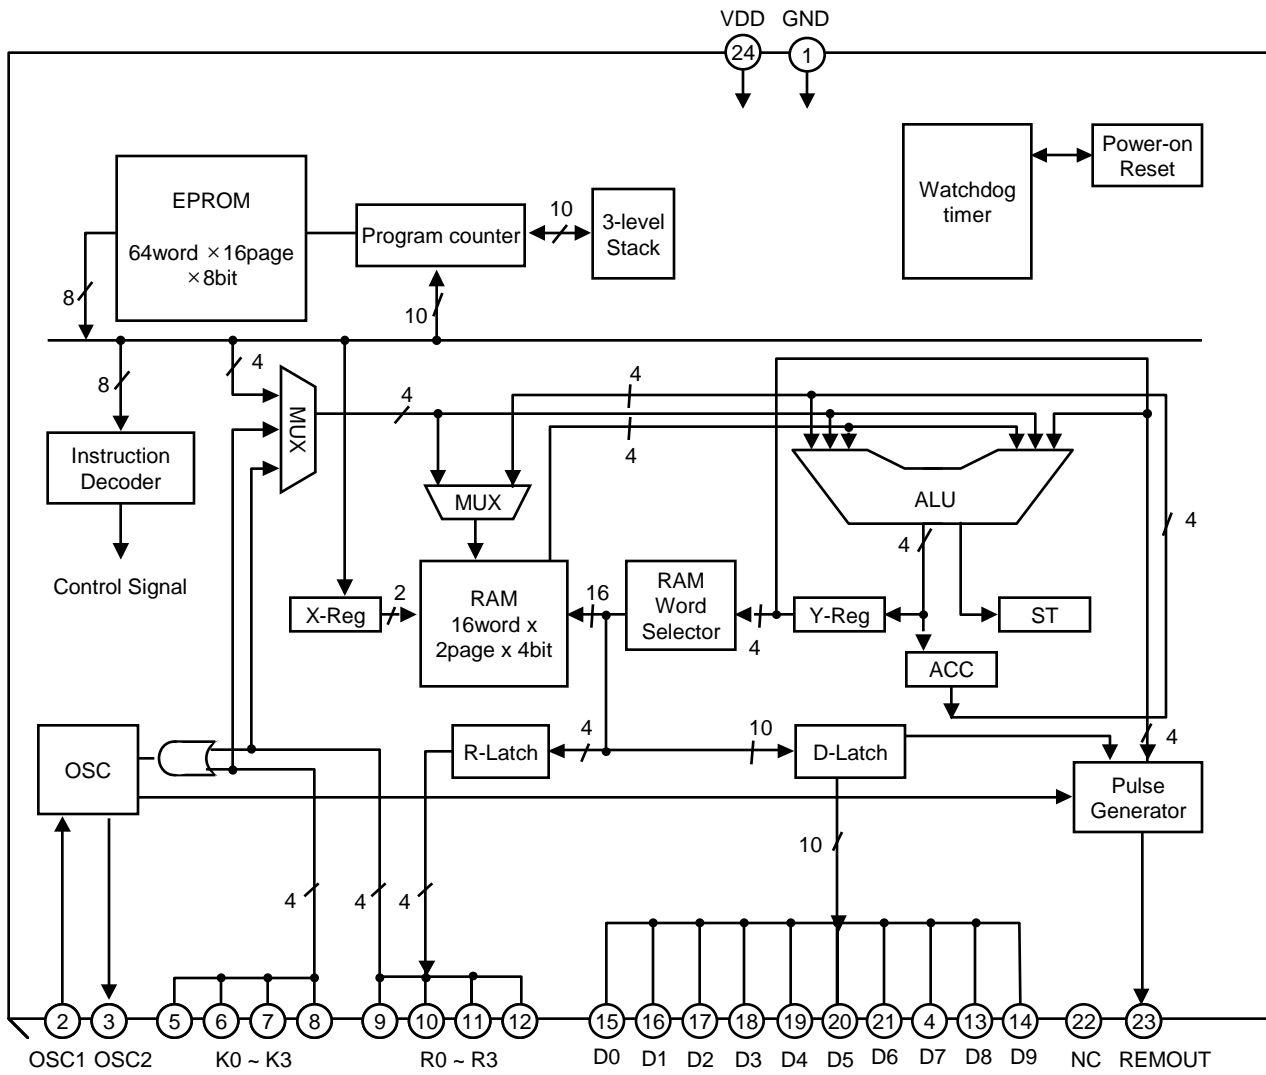 VDD GND
24 1
EPROM
64word ×16page
×8bit
Program counter
10
3-level
Stack
Watchdog
timer
Power-on
Reset
8
10
8
4
MUX
4
4
4
Instruction
Decoder
Control Signal
MUX
ALU
4
4
X-Reg
2
RAM
16word x
2page x 4bit
16
RAM
Word
Selector
4
Y-Reg
ST
ACC
OSC
R-Latch
4
10
D-Latch
4
Pulse
Generator
10
4
4
4
2 3 5 6 7 8 9 10 11 12 15 16 17 18 19 20 21 4 13 14 22 23
OSC1 OSC2 K0 ~ K3 R0 ~ R3 D0 D1 D2 D3 D4 D5 D6 D7 D8 D9 NC REMOUT